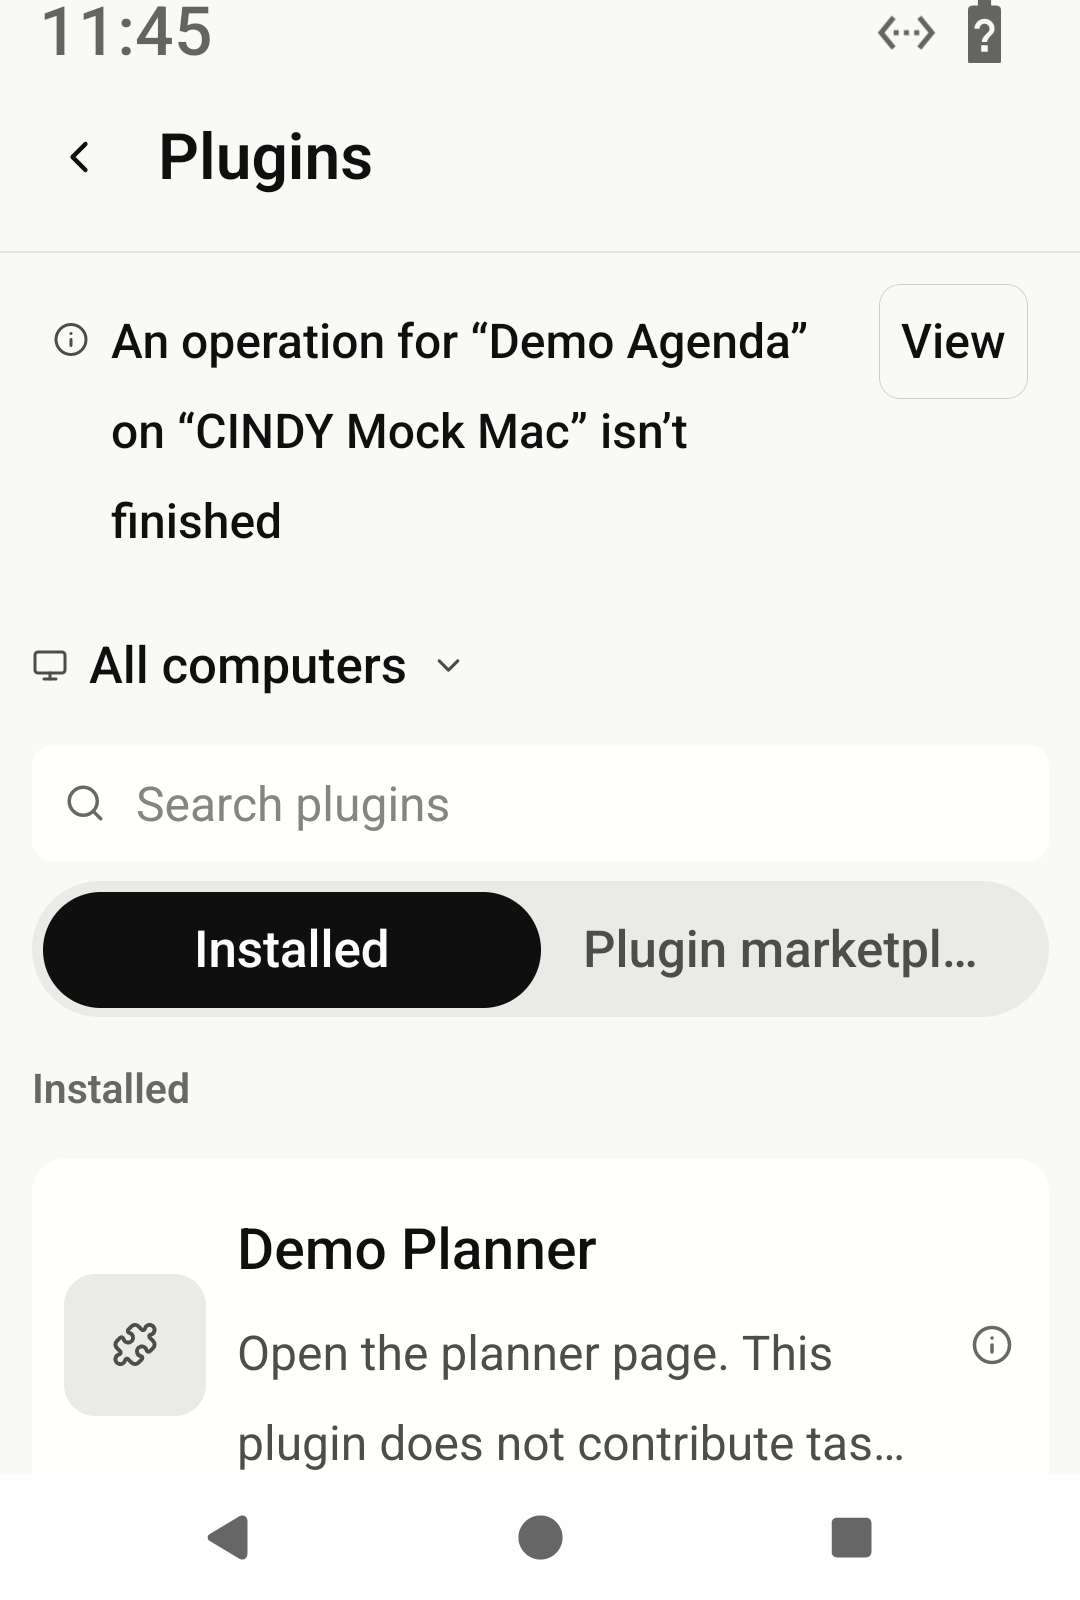 11:45
Plugins
An operation for “Demo Agenda”
on “CINDY Mock Mac” isn’t
finished
View
All computers
Search plugins
Installed
Plugin marketpl…
Installed
Demo Planner
Open the planner page. This
plugin does not contribute tas…